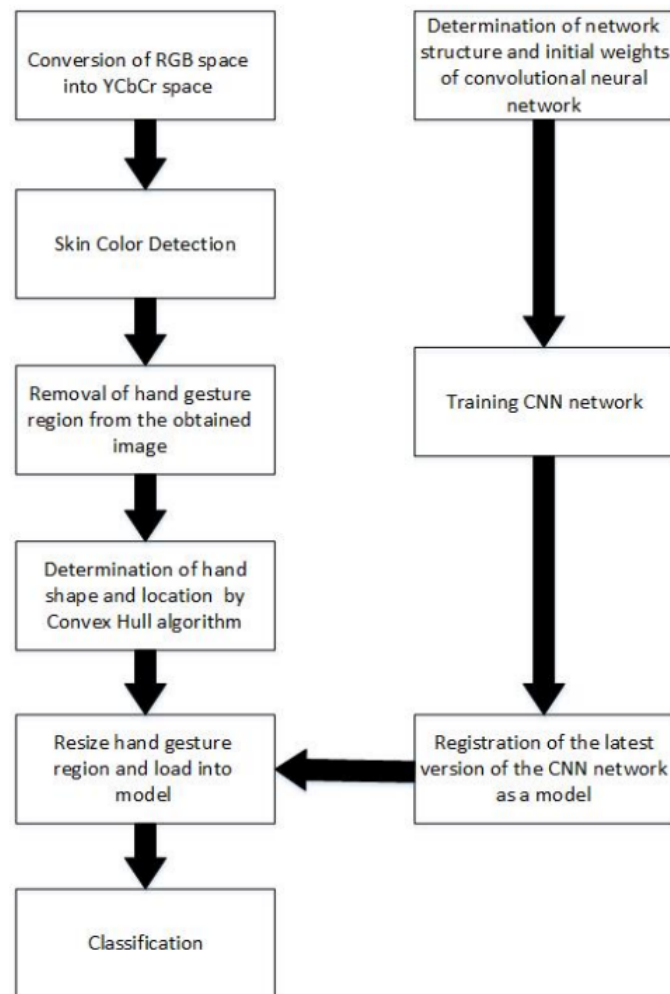 Conversion of RGB space
into YCbCr space
Skin Color Detection
Removal of hand gesture
region from the obtained
image
Determination of hand
shape and location by
Convex Hull algorithm
Resize hand gesture
region and load into
model
Classification
Determination of network
structure and initial weights
of convolutional neural
network
Training CNN network
Registration of the latest
version of the CNN network
as a model